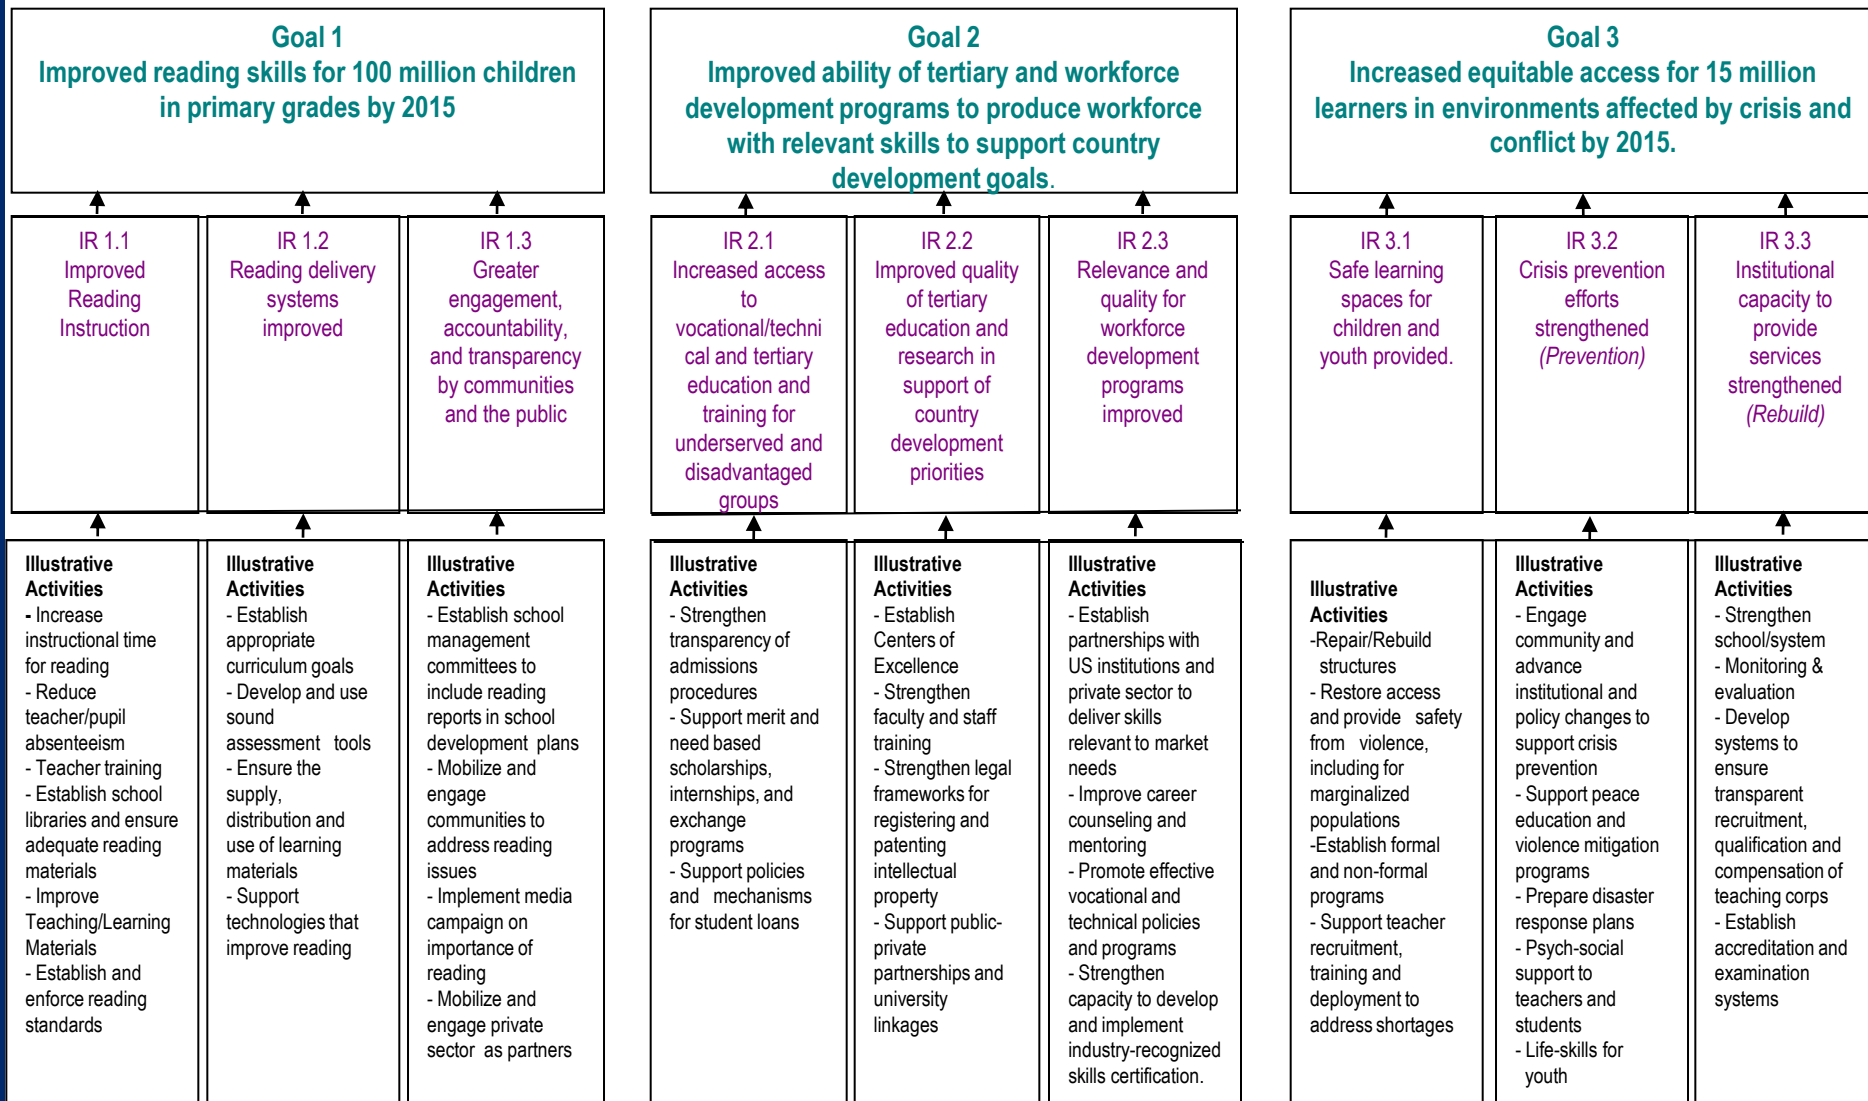 Goal 1
Improved reading skills for 100 million children
in primary grades by 2015
Goal 2
Improved ability of tertiary and workforce
development programs to produce workforce
with relevant skills to support country
development goals.
Goal 3
Increased equitable access for 15 million
learners in environments affected by crisis and
conflict by 2015.
IR 1.1
Improved
Reading
Instruction
IR 1.2
Reading delivery
systems
improved
IR 1.3
Greater
engagement,
accountability,
and transparency
by communities
and the public
IR 2.1
Increased access
to
vocational/techni
cal and tertiary
education and
training for
underserved and
disadvantaged
groups
IR 2.2
Improved quality
of tertiary
education and
research in
support of
country
development
priorities
IR 2.3
Relevance and
quality for
workforce
development
programs
improved
IR 3.1
Safe learning
spaces for
children and
youth provided.
IR 3.2
Crisis prevention
efforts
strengthened
(Prevention)
IR 3.3
Institutional
capacity to
provide
services
strengthened
(Rebuild)
Illustrative
Activities
- Increase
instructional time
for reading
- Reduce
teacher/pupil
absenteeism
- Teacher training
- Establish school
libraries and ensure
adequate reading
materials
- Improve
Teaching/Learning
Materials
- Establish and
enforce reading
standards
Illustrative
Activities
- Establish
appropriate
curriculum goals
- Develop and use
sound
assessment tools
- Ensure the
supply,
distribution and
use of learning
materials
- Support
technologies that
improve reading
Illustrative
Activities
- Establish school
management
committees to
include reading
reports in school
development plans
- Mobilize and
engage
communities to
address reading
issues
- Implement media
campaign on
importance of
reading
- Mobilize and
engage private
sector as partners
Illustrative
Activities
- Strengthen
transparency of
admissions
procedures
- Support merit and
need based
scholarships,
internships, and
exchange
programs
- Support policies
and mechanisms
for student loans
Illustrative
Activities
- Establish
Centers of
Excellence
- Strengthen
faculty and staff
training
- Strengthen legal
frameworks for
registering and
patenting
intellectual
property
- Support public-
private
partnerships and
university
linkages
Illustrative
Activities
- Establish
partnerships with
US institutions and
private sector to
deliver skills
relevant to market
needs
- Improve career
counseling and
mentoring
- Promote effective
vocational and
technical policies
and programs
- Strengthen
capacity to develop
and implement
industry-recognized
skills certification.
Illustrative
Activities
-Repair/Rebuild
structures
- Restore access
and provide safety
from violence,
including for
marginalized
populations
-Establish formal
and non-formal
programs
- Support teacher
recruitment,
training and
deployment to
address shortages
Illustrative
Activities
- Engage
community and
advance
institutional and
policy changes to
support crisis
prevention
- Support peace
education and
violence mitigation
programs
- Prepare disaster
response plans
- Psych-social
support to
teachers and
students
- Life-skills for
youth
Illustrative
Activities
- Strengthen
school/system
- Monitoring &
evaluation
- Develop
systems to
ensure
transparent
recruitment,
qualification and
compensation of
teaching corps
- Establish
accreditation and
examination
systems